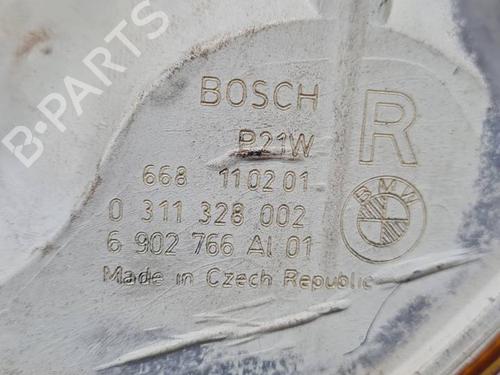 B-PARTS
BOSCH
P21W
R
668 110201
0 311 328 002
BMW
6 902 766 AI 01
Made in Czech Republic